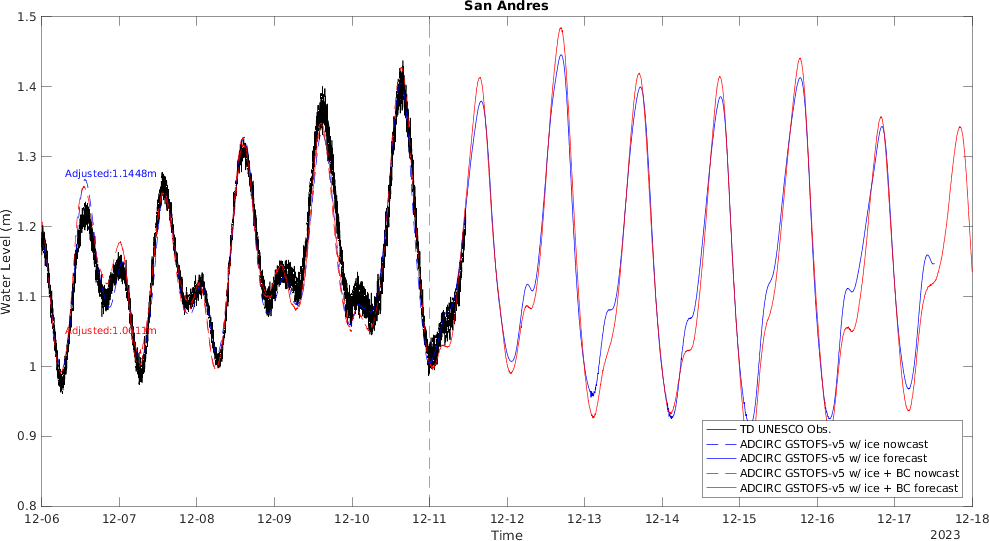 San Andres
1.5
1.4
1.3
1.2
1.1
1
0.9
0.8
Water Level (m)
Adjusted:1.1448m
Adjusted:1.0611m
TD UNESCO Obs.
ADCIRC GSTOFS-v5 w/ ice nowcast
ADCIRC GSTOFS-v5 w/ ice forecast
ADCIRC GSTOFS-v5 w/ ice + BC nowcast
ADCIRC GSTOFS-v5 w/ ice + BC forecast
12-06 12-07 12-08 12-09 12-10 12-11 12-12 12-13 12-14 12-15 12-16 12-17 12-18
Time
2023